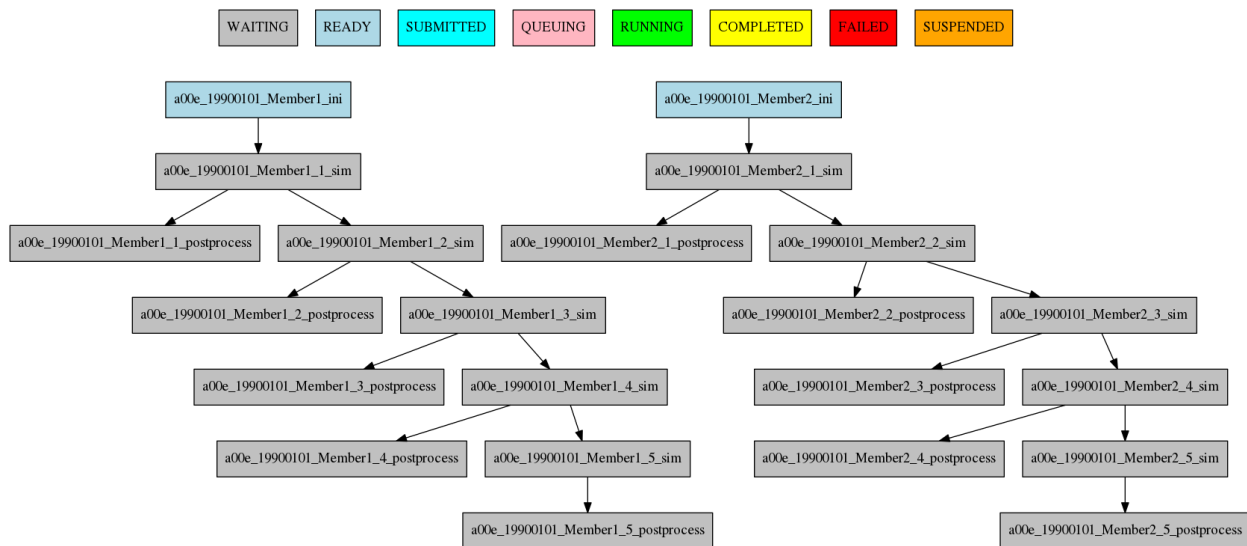 WAITING READY SUBMITTED QUEUING RUNNING COMPLETED FAILED SUSPENDED
a00e_19900101_Member1_ini a00e_19900101_Member2_ini
a00e_19900101_Member1_1_sim a00e_19900101_Member2_1_sim
a00e_19900101_Member1_1_postprocess a00e_19900101_Member1_2_sim a00e_19900101_Member2_1_postprocess a00e_19900101_Member2_2_sim
a00e_19900101_Member1_2_postprocess a00e_19900101_Member1_3_sim a00e_19900101_Member2_2_postprocess a00e_19900101_Member2_3_sim
a00e_19900101_Member1_3_postprocess a00e_19900101_Member1_4_sim a00e_19900101_Member2_3_postprocess a00e_19900101_Member2_4_sim
a00e_19900101_Member1_4_postprocess a00e_19900101_Member1_5_sim a00e_19900101_Member2_4_postprocess a00e_19900101_Member2_5_sim
a00e_19900101_Member1_5_postprocess a00e_19900101_Member2_5_postprocess